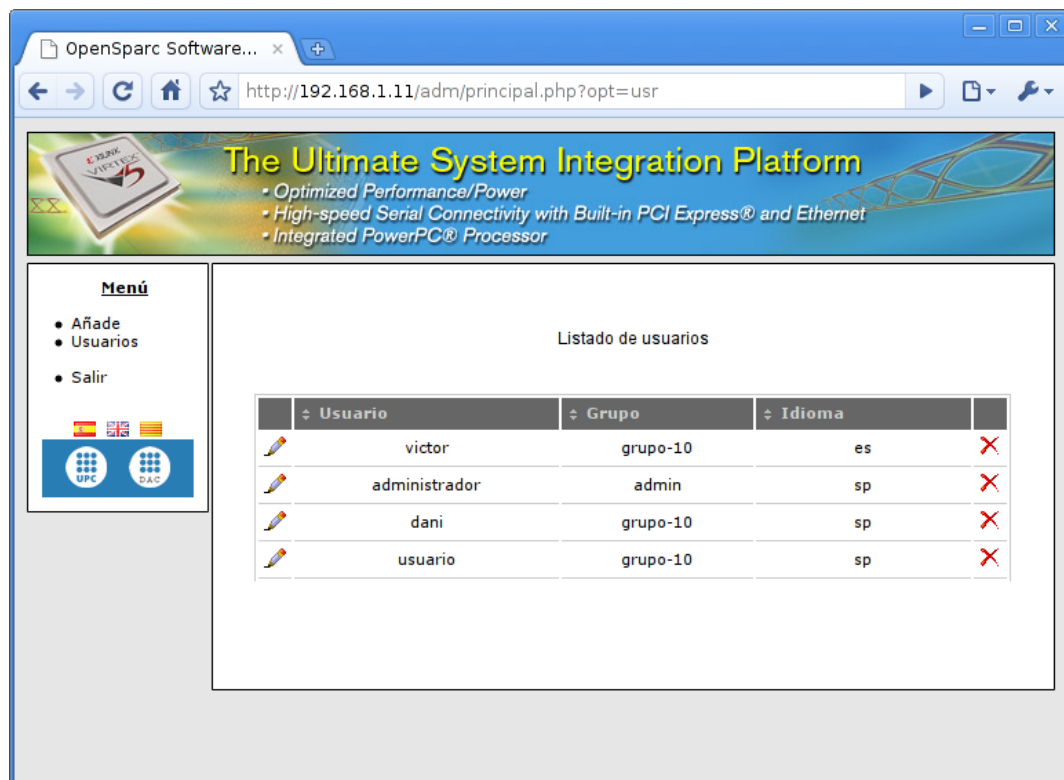 OpenSparc Software...
http://192.168.1.11/adm/principal.php?opt=usr
XILINX
VIRTEX
5
The Ultimate System Integration Platform
• Optimized Performance/Power
• High-speed Serial Connectivity with Built-in PCI Express® and Ethernet
• Integrated PowerPC® Processor
Menú
• Añade
• Usuarios
• Salir
UPC DAC
Listado de usuarios
Usuario Grupo Idioma
victor grupo-10 es
administrador admin sp
dani grupo-10 sp
usuario grupo-10 sp